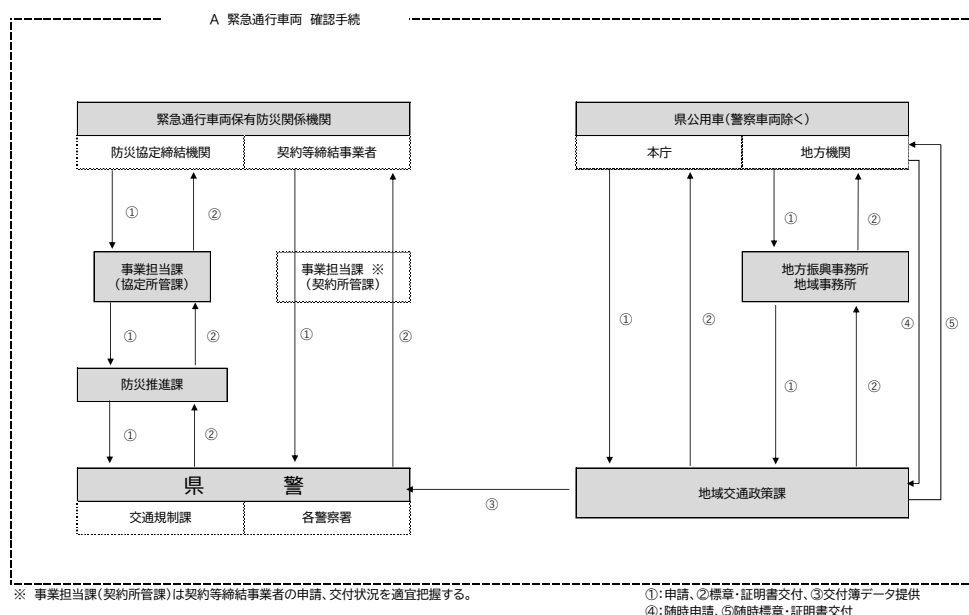 A 緊急通行車両 確認手続
緊急通行車両保有防災関係機関
県公用車(警察車両除く)
防災協定締結機関
契約等締結事業者
本庁
地方機関
①
②
①
②
事業担当課
(協定所管課)
事業担当課 ※
(契約所管課)
地方振興事務所
地域事務所
①
②
①
②
①
②
④
⑤
防災推進課
①
②
①
②
県 警
地域交通政策課
③
交通規制課
各警察署
※ 事業担当課(契約所管課)は契約等締結事業者の申請、交付状況を適宜把握する。
①:申請、②標章・証明書交付、③交付簿データ提供
④:随時申請、⑤随時標章・証明書交付